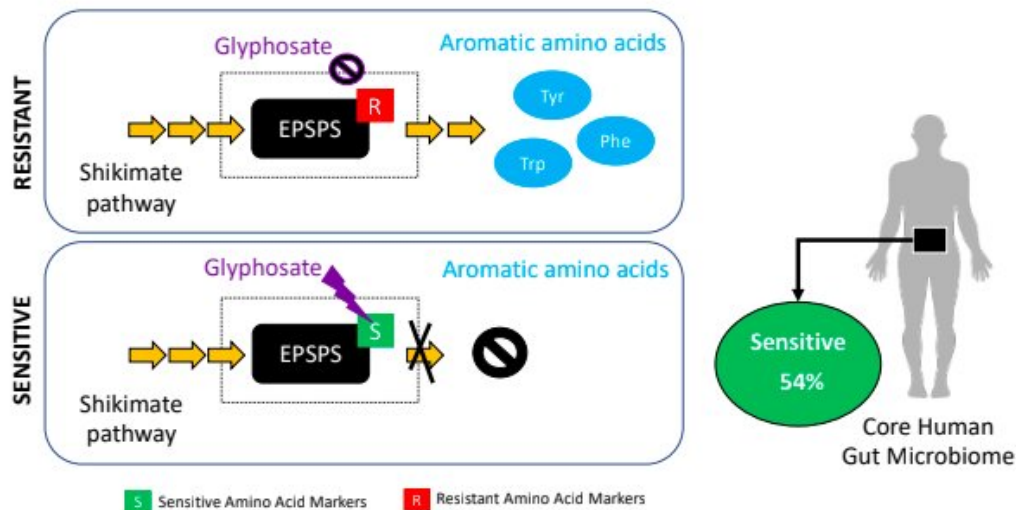 RESISTANT
Glyphosate
Aromatic amino acids
R
EPSPS
Tyr
Phe
Trp
Shikimate
pathway
SENSITIVE
Glyphosate
Aromatic amino acids
S
EPSPS
Shikimate
pathway
Sensitive
54%
Core Human
Gut Microbiome
S Sensitive Amino Acid Markers
R Resistant Amino Acid Markers